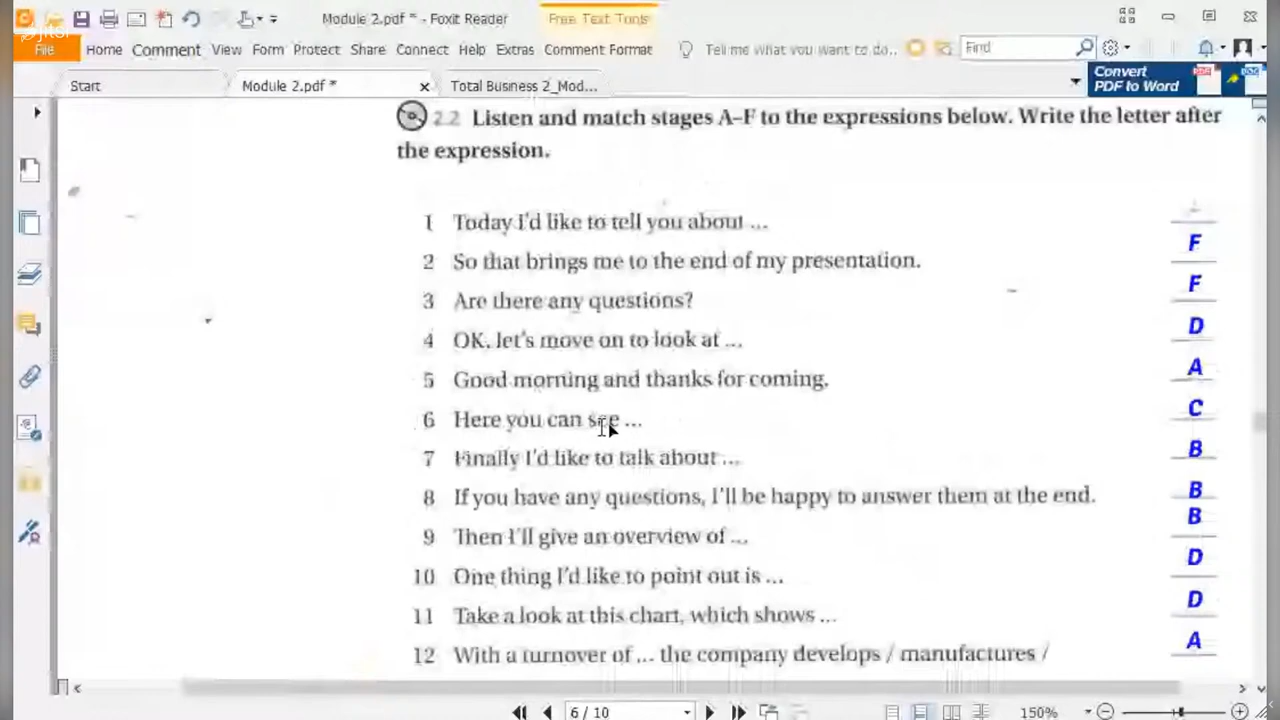 Module 2.pdf * - Foxit Reader
Free Text Tools
jitsi
File Home Comment View Form Protect Share Connect Help Extras Comment Format Tell me what you want to do.. Find
Start Module 2.pdf * Total Business 2_Mod... Convert
PDF to Word
2.2 Listen and match stages A–F to the expressions below. Write the letter after
the expression.
1 Today I'd like to tell you about ...
2 So that brings me to the end of my presentation. F
3 Are there any questions? F
4 OK, let's move on to look at ... D
5 Good morning and thanks for coming. A
6 Here you can see ... C
7 Finally I'd like to talk about ... B
8 If you have any questions, I'll be happy to answer them at the end. B
9 Then I'll give an overview of ... B
10 One thing I'd like to point out is ... D
11 Take a look at this chart, which shows ... D
12 With a turnover of ... the company develops / manufactures / A
6 / 10 150%